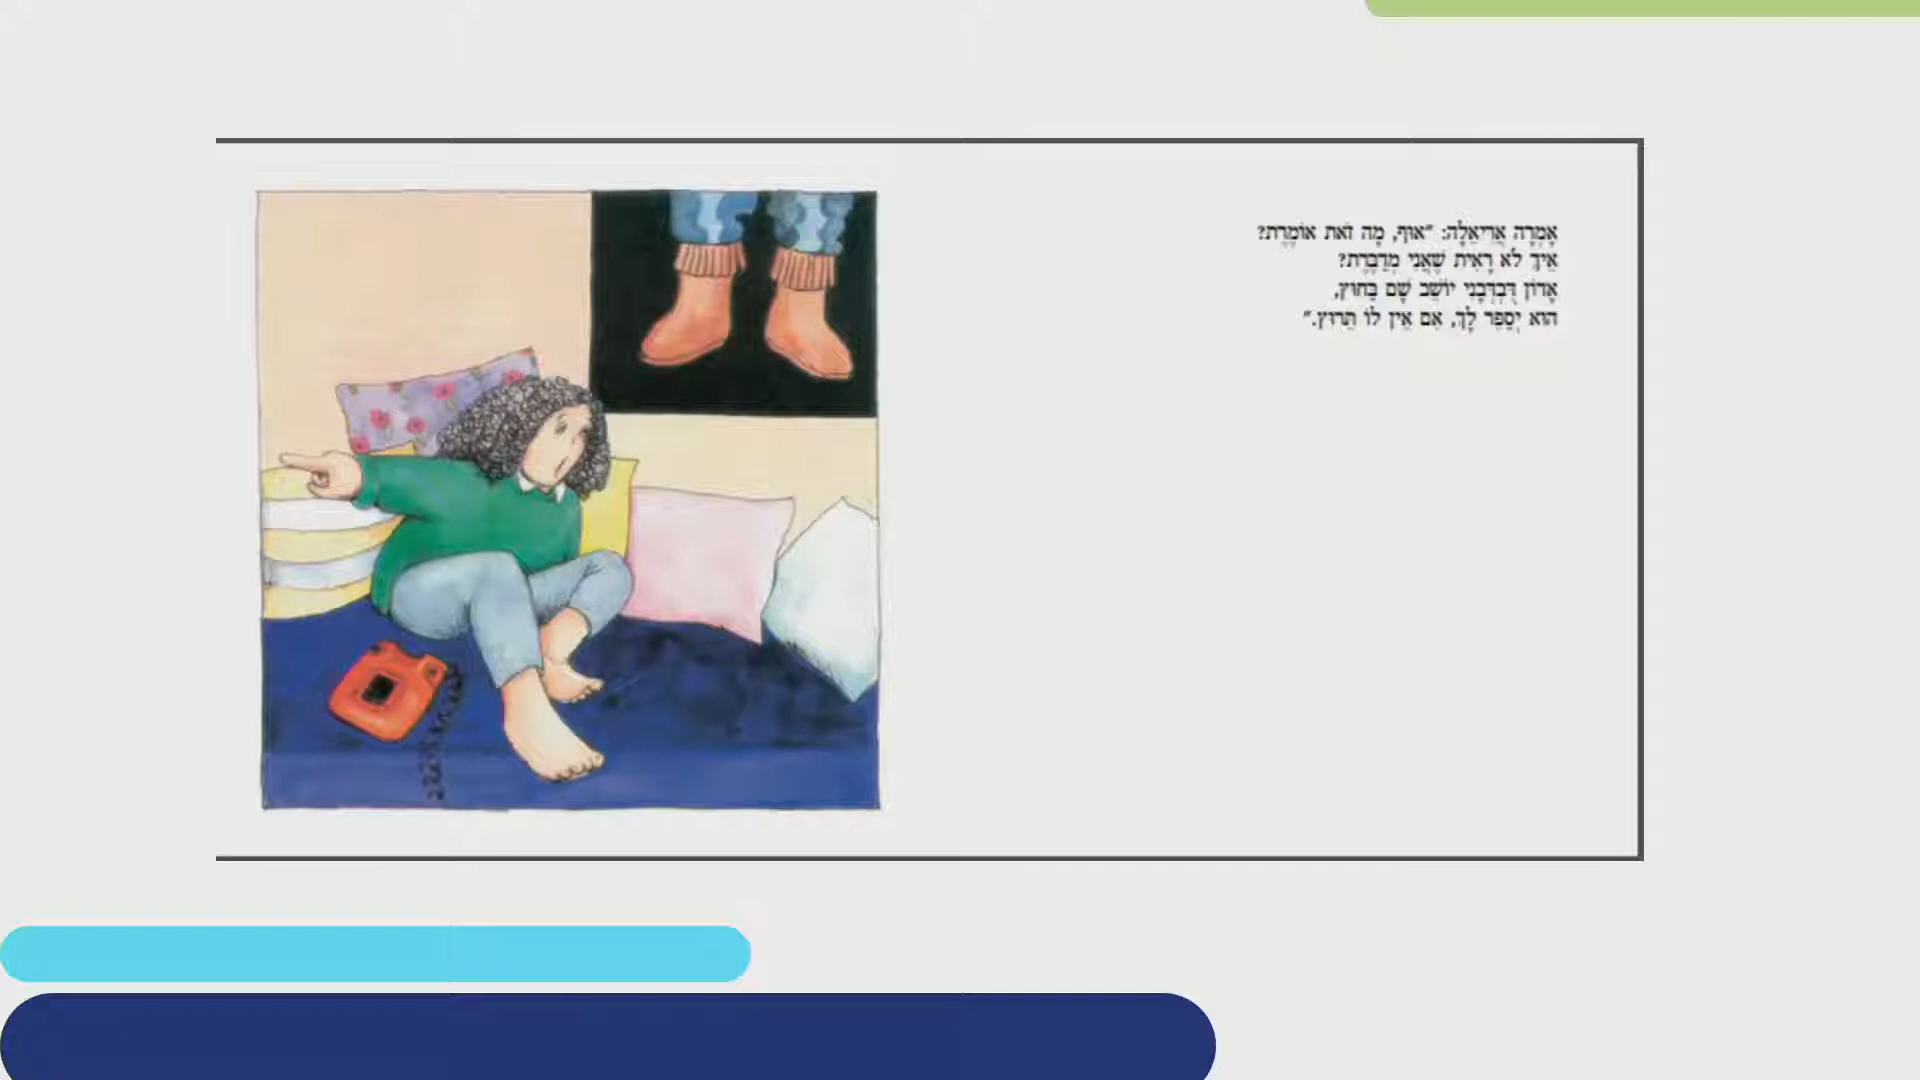 אָמְרָה אֲרִיאֵלָה: "אוּף, מָה זֹאת אוֹמֶרֶת?
אֵיךְ לֹא רָאִית שֶׁאֲנִי מְדַבֶּרֶת?
אָדוֹן דֻּבְדְּבָנִי יוֹשֵׁב שָׁם בַּחוּץ,
הוּא יְסַפֵּר לָךְ, אִם אֵין לוֹ תֵּרוּץ."